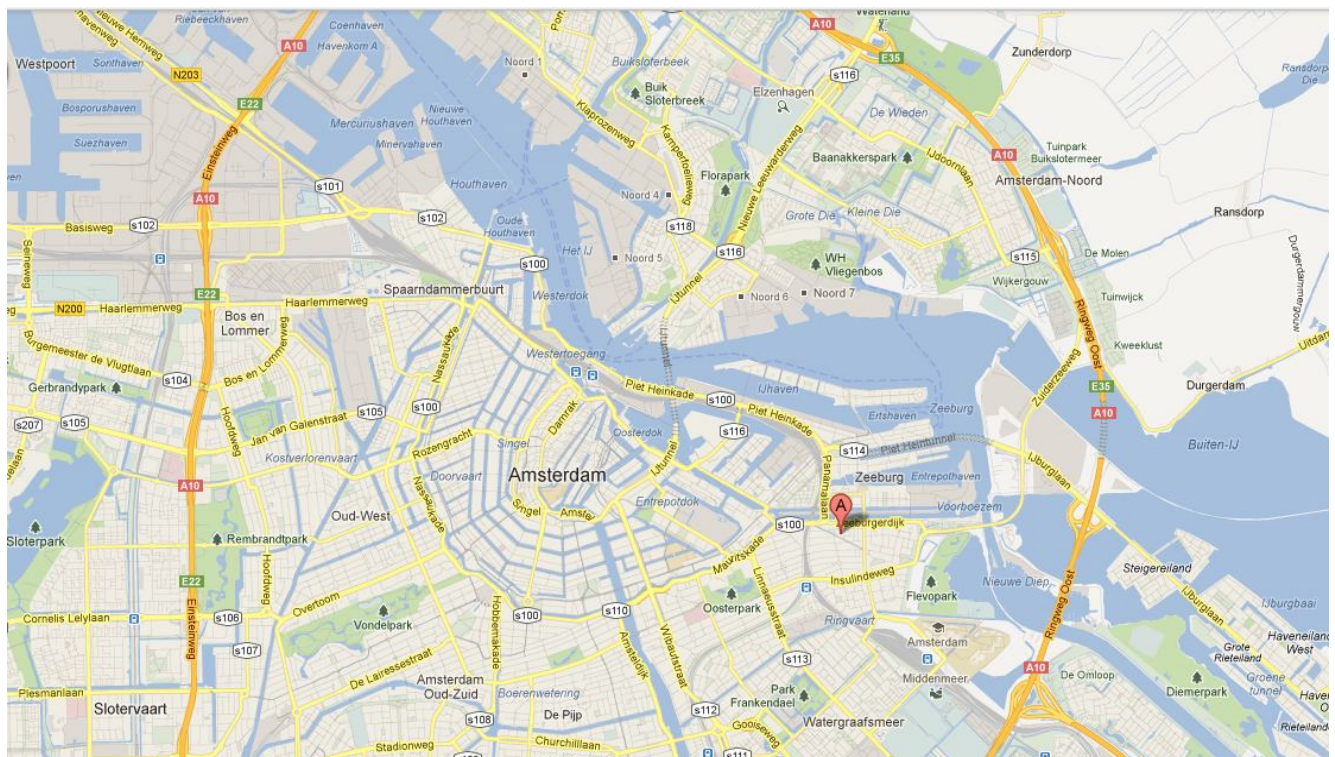 Coenhaven
Riebeeckhaven
Nieuwe Hemweg
Havenkom A
A10
Westpoort
Sonthaven
N203
E22
Bosporushaven
Suezhaven
Nieuwe Houthaven
Mercuriushaven
Minervahaven
Einsteinweg
A10
s101
Houthaven
s102
s102
Basisweg
Oude Houthaven
Seineweg
s100
Het IJ
Spaarndammerbuurt
E22
Haarlemmerweg
Haarlemmerweg
N200
Westerdok
Bos en Lommer
Burgemeester de Vlugtlaan
Bos en Lommerweg
Nassaukade
Westertoegang
s104
Gerbrandypark
Hoofdweg
s105
s100
s105
s207
Jan van Galenstraat
Rozengracht
Damrak
Singel
Kostverlorenvaart
Doorvaart
Oosterdok
Amsterdam
A10
Nassaukade
Singel
Amstel
Oud-West
Sloterpark
Rembrandtpark
E22
Hoofdweg
Overtoom
Einsteinweg
Cornelis Lelylaan
s106
s107
Vondelpark
s100
s110
Hobbemakade
De Lairessestraat
Plesmanlaan
Slotervaart
Amsterdam Oud-Zuid
Boerenwetering
s108
De Pijp
Stadionweg
Churchilllaan
Amsteldijk
Wibautstraat
s112
Gooiseweg
s111
Noord 1
Klaprozenweg
Buiksloterbeek
Buik Sloterbreek
Kamperfoelieweg
Elzenhagen
Waterland
s116
E35
A10
Zunderdorp
De Wieden
Baanakkerspark
IJdoornlaan
A10
Tuinpark Buikslotermeer
Amsterdam-Noord
Ransdorper Die
Ransdorp
Florapark
Noord 4
Nieuwe Leeuwarderweg
Grote Die
Kleine Die
s118
s116
Noord 5
WH Vliegenbos
s115
De Molen
Wijkergouw
Durgerdammergouw
IJtunnel
Noord 6
Noord 7
Ringweg Oost
Tuinwijck
IJtunnel
Kweeklust
Zuiderzeeweg
Durgerdam
Piet Heinkade
s100
IJhaven
E35
A10
Piet Heinkade
Ertshaven
Zeeburg
Buiten-IJ
s116
s114
Piet Heintunnel
IJtunnel
Panamalaan
Zeeburg
Entrepothaven
IJburglaan
Entrepotdok
Voorboezem
A
s100
Zeeburgerdijk
Mauritskade
Linnaeusstraat
Insulindeweg
Nieuwe Diep
Steigereiland
Flevopark
Oosterpark
Ringweg Oost
IJburglaan
IJburgbaai
Ringvaart
Amsterdam
Haveneiland West
s113
A10
Grote Rieteiland
Groene tunnel
Middenmeer
De Omloop
Diemerpark
Park Frankendael
Watergraafsmeer